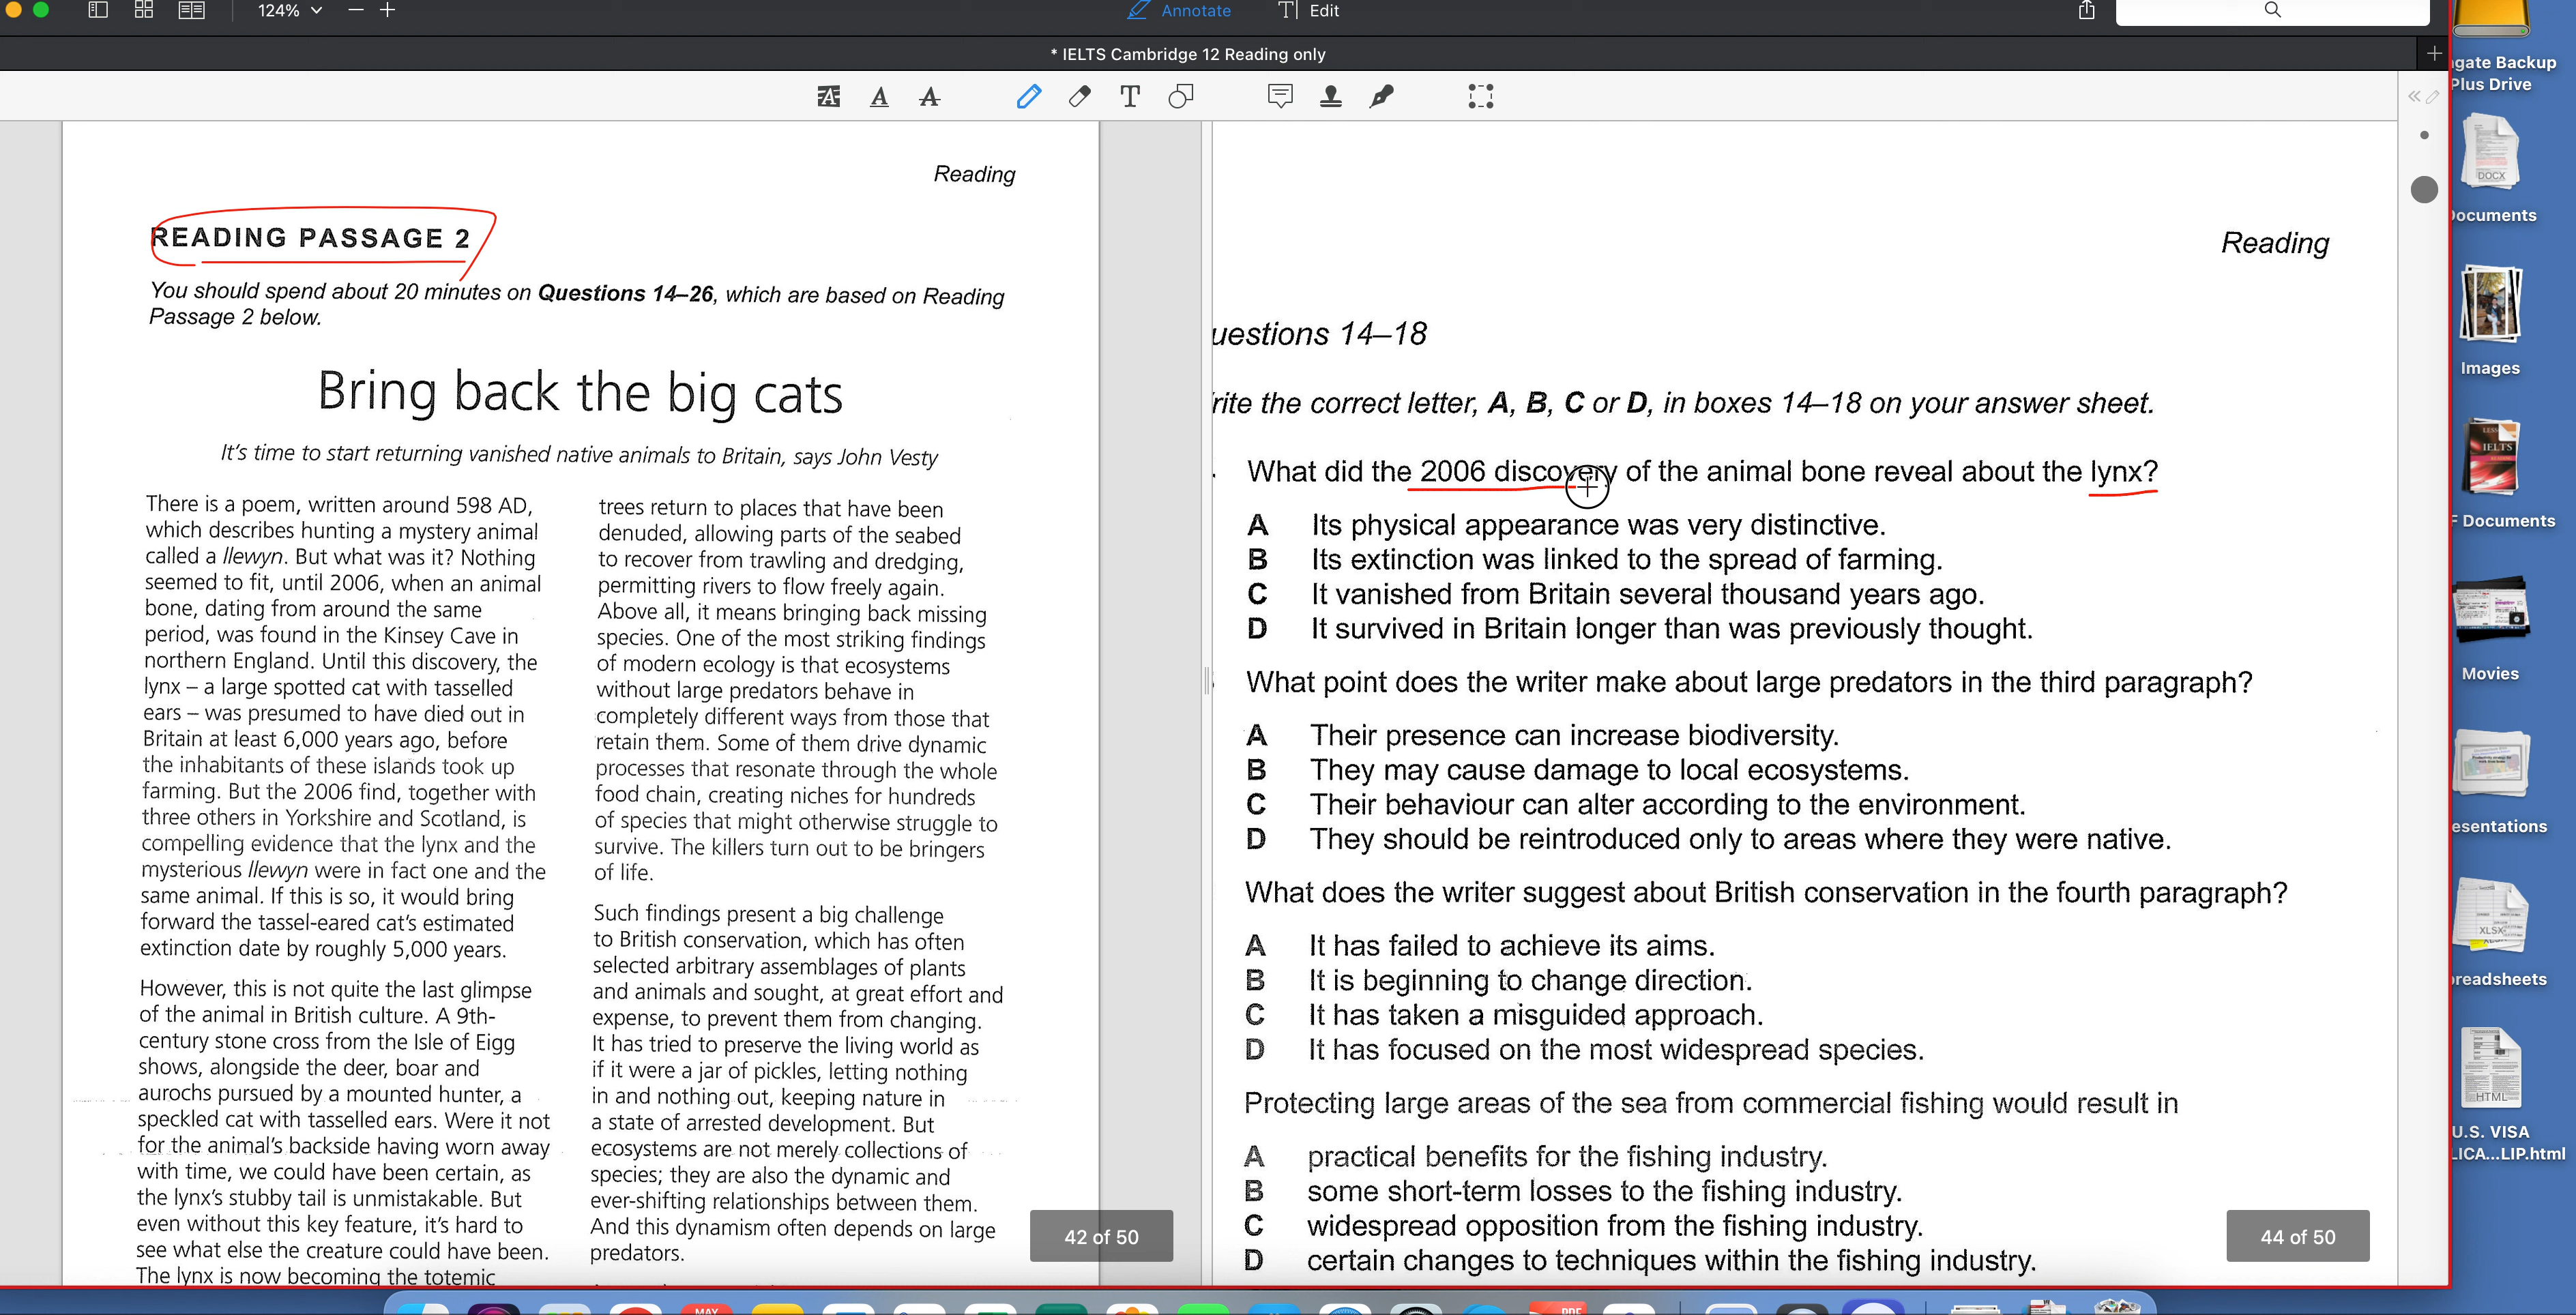 124%
Annotate
Edit
* IELTS Cambridge 12 Reading only
Reading
READING PASSAGE 2
You should spend about 20 minutes on Questions 14–26, which are based on Reading
Passage 2 below.
Bring back the big cats
It's time to start returning vanished native animals to Britain, says John Vesty
There is a poem, written around 598 AD,
which describes hunting a mystery animal
called a llewyn. But what was it? Nothing
seemed to fit, until 2006, when an animal
bone, dating from around the same
period, was found in the Kinsey Cave in
northern England. Until this discovery, the
lynx – a large spotted cat with tasselled
ears – was presumed to have died out in
Britain at least 6,000 years ago, before
the inhabitants of these islands took up
farming. But the 2006 find, together with
three others in Yorkshire and Scotland, is
compelling evidence that the lynx and the
mysterious llewyn were in fact one and the
same animal. If this is so, it would bring
forward the tassel-eared cat's estimated
extinction date by roughly 5,000 years.
However, this is not quite the last glimpse
of the animal in British culture. A 9th-
century stone cross from the Isle of Eigg
shows, alongside the deer, boar and
aurochs pursued by a mounted hunter, a
speckled cat with tasselled ears. Were it not
for the animal's backside having worn away
with time, we could have been certain, as
the lynx's stubby tail is unmistakable. But
even without this key feature, it's hard to
see what else the creature could have been.
The lynx is now becoming the totemic
trees return to places that have been
denuded, allowing parts of the seabed
to recover from trawling and dredging,
permitting rivers to flow freely again.
Above all, it means bringing back missing
species. One of the most striking findings
of modern ecology is that ecosystems
without large predators behave in
completely different ways from those that
retain them. Some of them drive dynamic
processes that resonate through the whole
food chain, creating niches for hundreds
of species that might otherwise struggle to
survive. The killers turn out to be bringers
of life.
Such findings present a big challenge
to British conservation, which has often
selected arbitrary assemblages of plants
and animals and sought, at great effort and
expense, to prevent them from changing.
It has tried to preserve the living world as
if it were a jar of pickles, letting nothing
in and nothing out, keeping nature in
a state of arrested development. But
ecosystems are not merely collections of
species; they are also the dynamic and
ever-shifting relationships between them.
And this dynamism often depends on large
predators.
42 of 50
Reading
uestions 14–18
rite the correct letter, A, B, C or D, in boxes 14–18 on your answer sheet.
What did the 2006 discovery of the animal bone reveal about the lynx?
A Its physical appearance was very distinctive.
B Its extinction was linked to the spread of farming.
C It vanished from Britain several thousand years ago.
D It survived in Britain longer than was previously thought.
What point does the writer make about large predators in the third paragraph?
A Their presence can increase biodiversity.
B They may cause damage to local ecosystems.
C Their behaviour can alter according to the environment.
D They should be reintroduced only to areas where they were native.
What does the writer suggest about British conservation in the fourth paragraph?
A It has failed to achieve its aims.
B It is beginning to change direction.
C It has taken a misguided approach.
D It has focused on the most widespread species.
Protecting large areas of the sea from commercial fishing would result in
A practical benefits for the fishing industry.
B some short-term losses to the fishing industry.
C widespread opposition from the fishing industry.
D certain changes to techniques within the fishing industry.
44 of 50
gate Backup
Plus Drive
DOCX
ocuments
Images
IELTS
F Documents
Movies
esentations
XLSX
readsheets
HTML
U.S. VISA
LICA...LIP.html
MAY
PDF